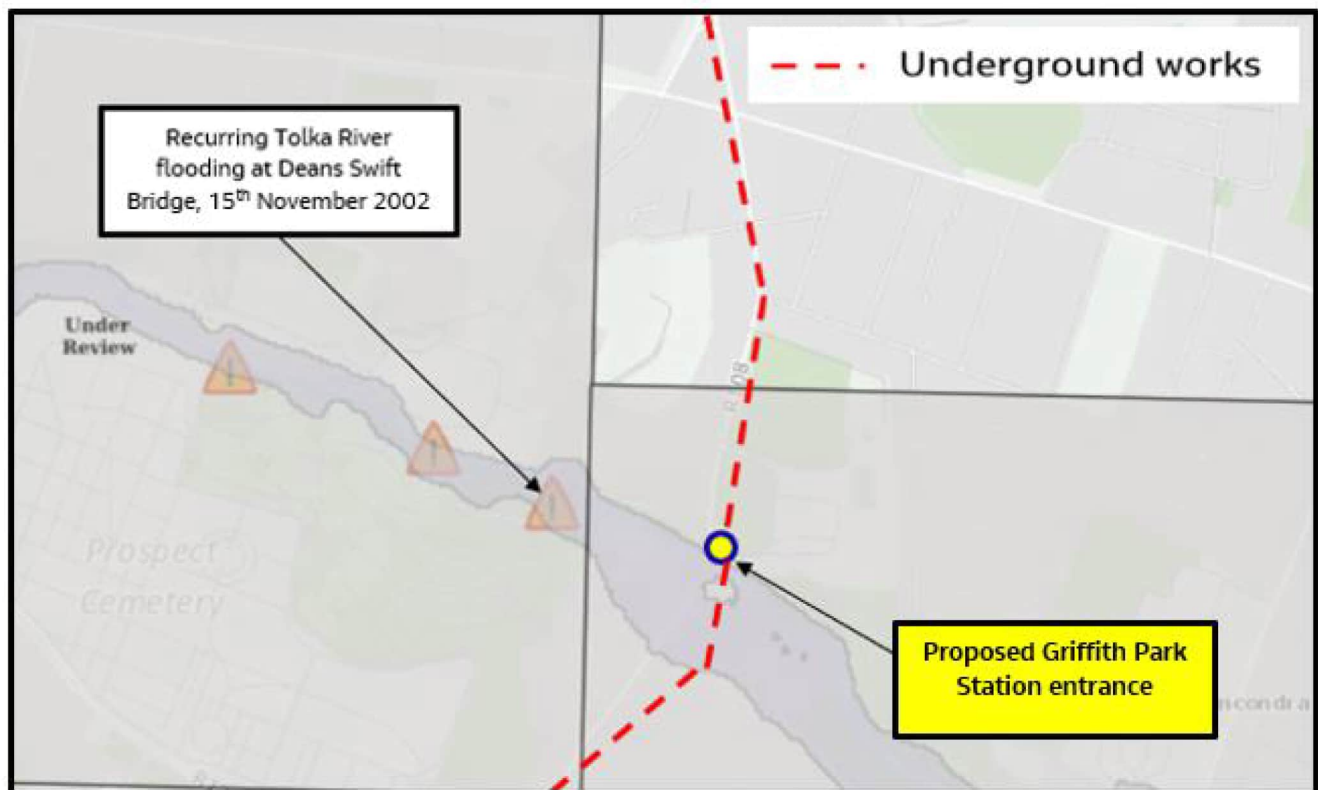 Underground works
Recurring Tolka River
flooding at Deans Swift
Bridge, 15th November 2002
Under
Review
Prospect
Cemetery
Proposed Griffith Park
Station entrance